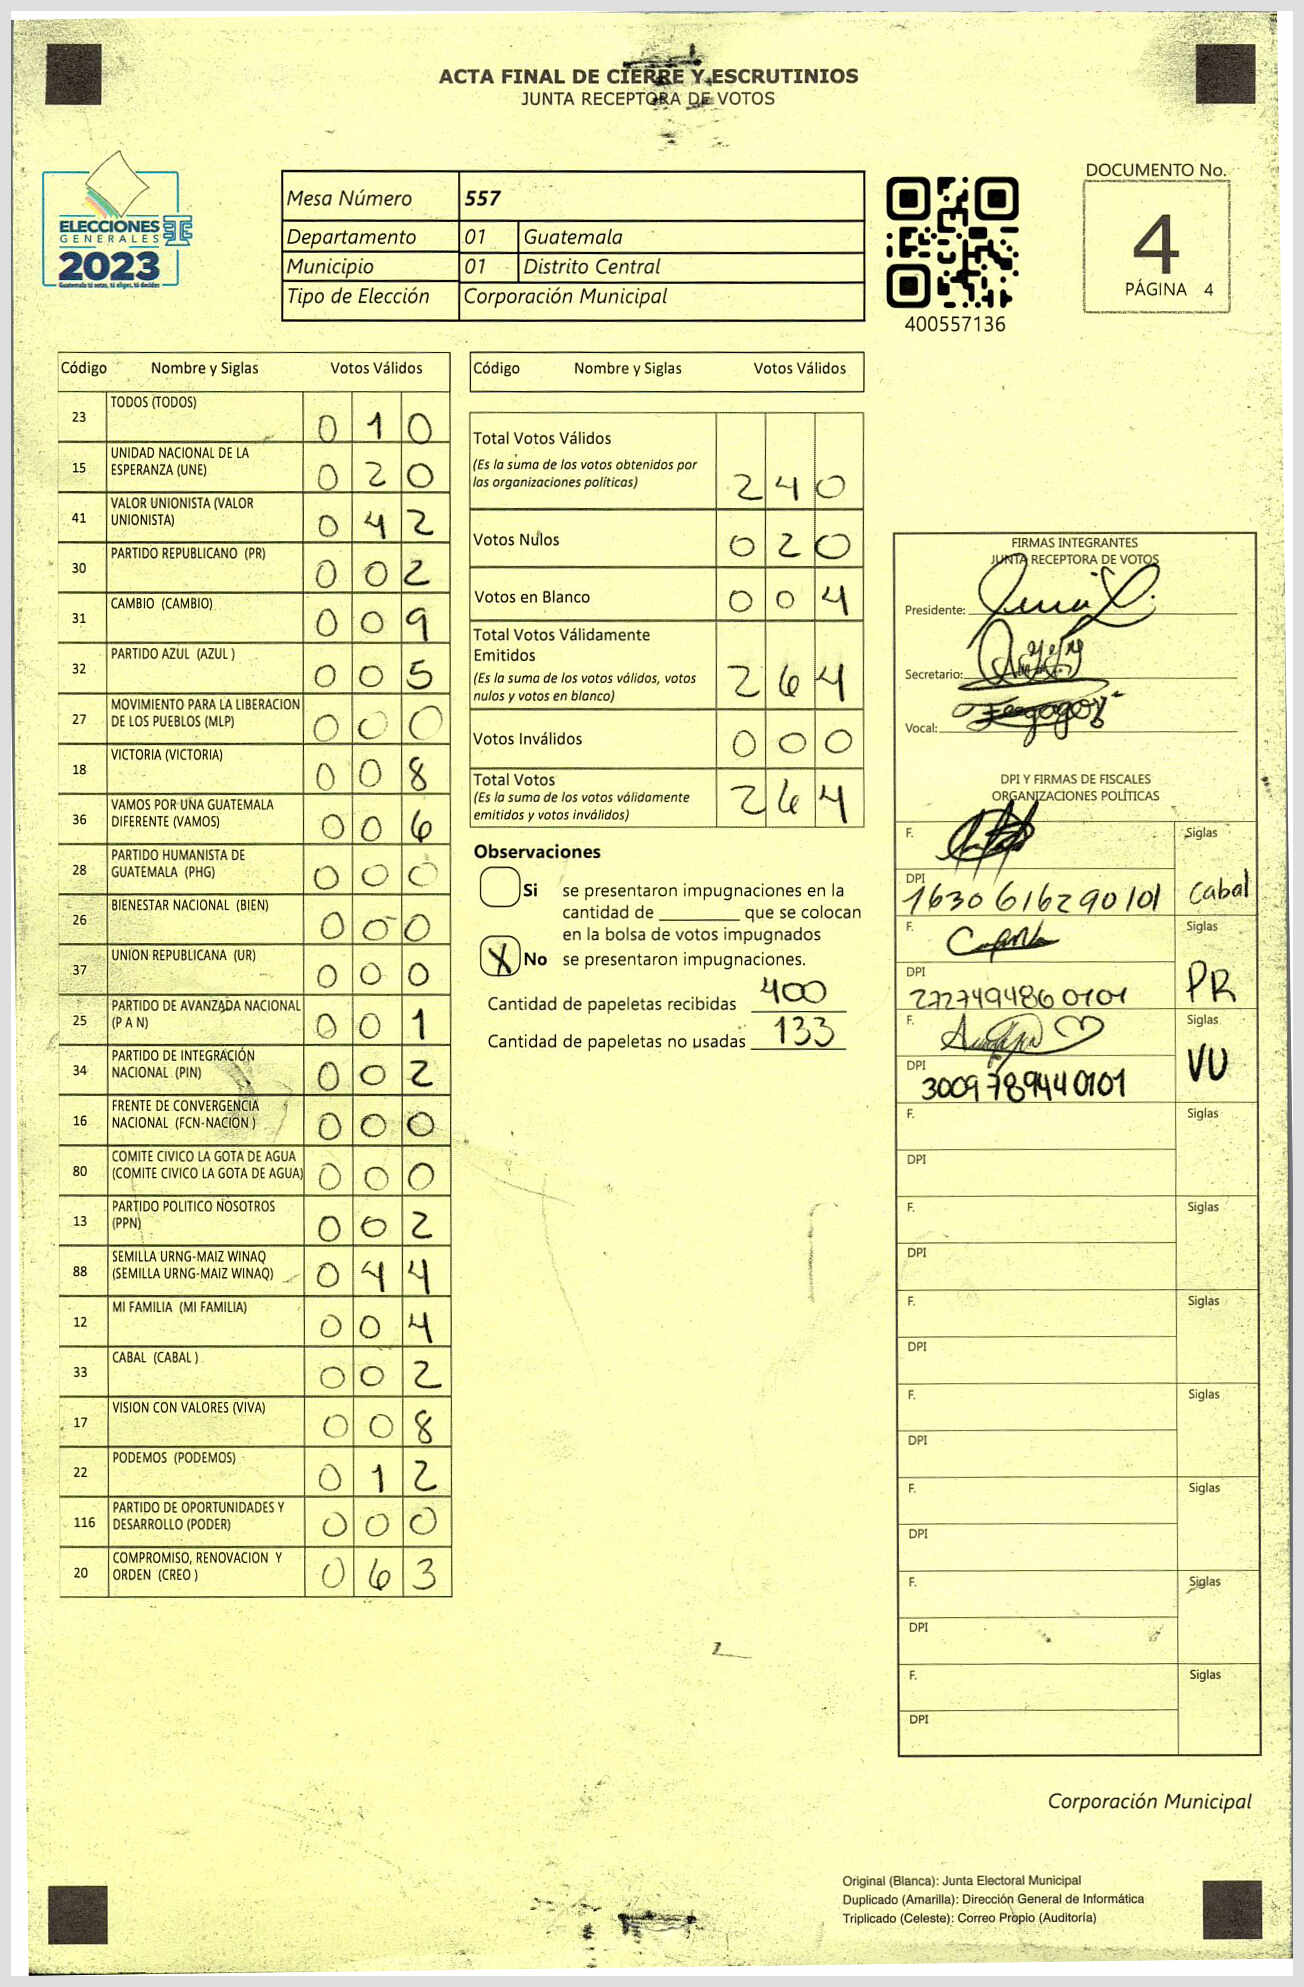 ACTA FINAL DE CIERRE Y ESCRUTINIOS
JUNTA RECEPTORA DE VOTOS
ELECCIONES
GENERALES
2023
Guatemala tú votas, tú eliges, tú decides
Mesa Número 557
Departamento 01 Guatemala
Municipio 01 Distrito Central
Tipo de Elección Corporación Municipal
400557136
DOCUMENTO No.
4
PÁGINA 4
Código Nombre y Siglas Votos Válidos
23 TODOS (TODOS) 0 1 0
15 UNIDAD NACIONAL DE LA
ESPERANZA (UNE) 0 2 0
41 VALOR UNIONISTA (VALOR
UNIONISTA) 0 4 2
30 PARTIDO REPUBLICANO (PR) 0 0 2
31 CAMBIO (CAMBIO) 0 0 9
32 PARTIDO AZUL (AZUL ) 0 0 5
27 MOVIMIENTO PARA LA LIBERACION
DE LOS PUEBLOS (MLP) 0 0 0
18 VICTORIA (VICTORIA) 0 0 8
36 VAMOS POR UNA GUATEMALA
DIFERENTE (VAMOS) 0 0 6
28 PARTIDO HUMANISTA DE
GUATEMALA (PHG) 0 0 0
26 BIENESTAR NACIONAL (BIEN) 0 0 0
37 UNION REPUBLICANA (UR) 0 0 0
25 PARTIDO DE AVANZADA NACIONAL
(P A N) 0 0 1
34 PARTIDO DE INTEGRACIÓN
NACIONAL (PIN) 0 0 2
16 FRENTE DE CONVERGENCIA
NACIONAL (FCN-NACION ) 0 0 0
80 COMITE CIVICO LA GOTA DE AGUA
(COMITE CIVICO LA GOTA DE AGUA) 0 0 0
13 PARTIDO POLITICO NOSOTROS
(PPN) 0 0 2
88 SEMILLA URNG-MAIZ WINAQ
(SEMILLA URNG-MAIZ WINAQ) 0 4 4
12 MI FAMILIA (MI FAMILIA) 0 0 4
33 CABAL (CABAL ) 0 0 2
17 VISION CON VALORES (VIVA) 0 0 8
22 PODEMOS (PODEMOS) 0 1 2
116 PARTIDO DE OPORTUNIDADES Y
DESARROLLO (PODER) 0 0 0
20 COMPROMISO, RENOVACION Y
ORDEN (CREO ) 0 6 3
Código Nombre y Siglas Votos Válidos
Total Votos Válidos
(Es la suma de los votos obtenidos por
las organizaciones políticas) 2 4 0
Votos Nulos 0 2 0
Votos en Blanco 0 0 4
Total Votos Válidamente
Emitidos
(Es la suma de los votos válidos, votos
nulos y votos en blanco) 2 6 4
Votos Inválidos 0 0 0
Total Votos
(Es la suma de los votos válidamente
emitidos y votos inválidos) 2 6 4
Observaciones
Si se presentaron impugnaciones en la
cantidad de ________ que se colocan
en la bolsa de votos impugnados
X No se presentaron impugnaciones.
Cantidad de papeletas recibidas 400
Cantidad de papeletas no usadas 133
FIRMAS INTEGRANTES
JUNTA RECEPTORA DE VOTOS
Presidente:
Secretario:
Vocal:
DPI Y FIRMAS DE FISCALES
ORGANIZACIONES POLÍTICAS
F. Siglas
DPI 1630616290101 Cabal
F. Siglas
DPI 2727494860101 PR
F. Siglas
DPI 3009789440101 VU
F. Siglas
DPI
F. Siglas
DPI
F. Siglas
DPI
F. Siglas
DPI
F. Siglas
DPI
F. Siglas
DPI
F. Siglas
DPI
Corporación Municipal
Original (Blanca): Junta Electoral Municipal
Duplicado (Amarilla): Dirección General de Informática
Triplicado (Celeste): Correo Propio (Auditoría)